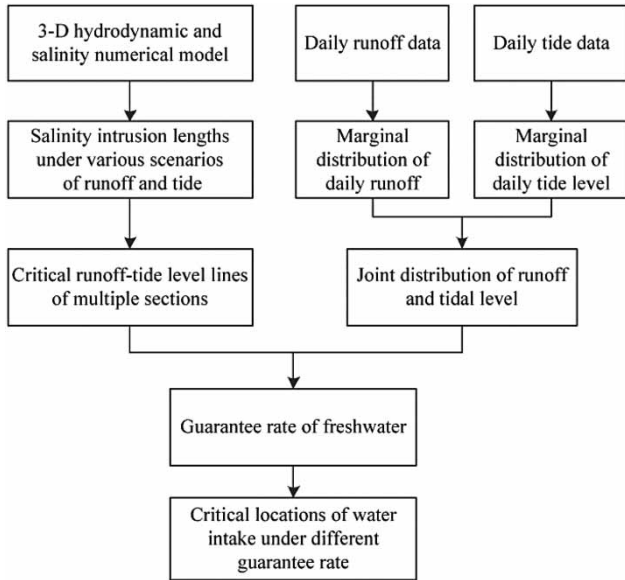 3-D hydrodynamic and
salinity numerical model
Daily runoff data
Daily tide data
Salinity intrusion lengths
under various scenarios
of runoff and tide
Marginal
distribution of
daily runoff
Marginal
distribution of
daily tide level
Critical runoff-tide level lines
of multiple sections
Joint distribution of runoff
and tidal level
Guarantee rate of freshwater
Critical locations of water
intake under different
guarantee rate